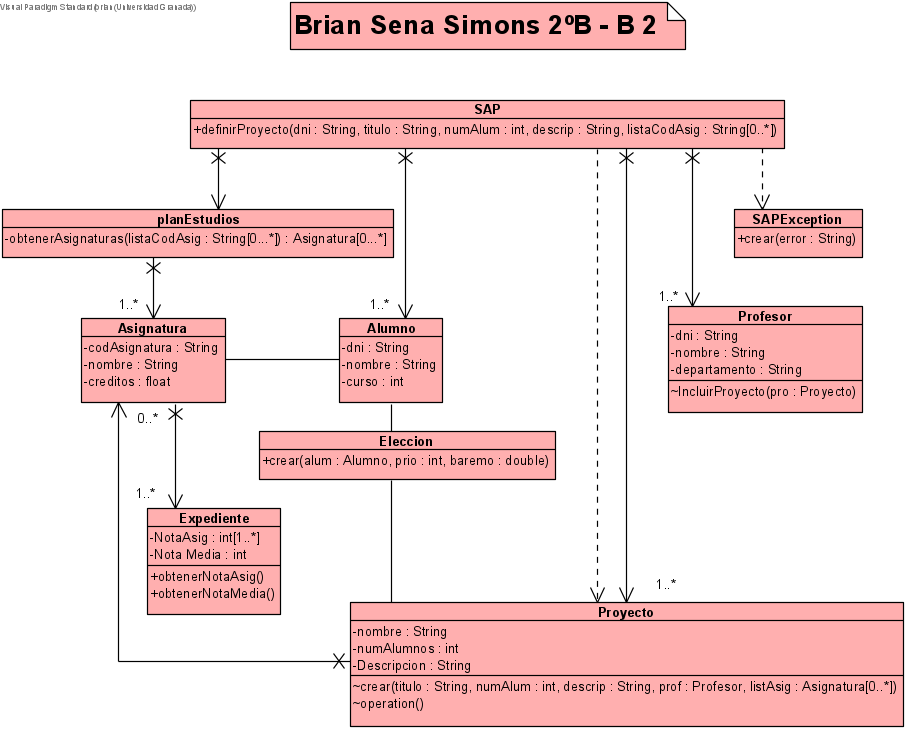 Visual Paradigm Standard(brian(Universidad Granada))
Brian Sena Simons 2ºB - B 2
SAP
+definirProyecto(dni : String, titulo : String, numAlum : int, descrip : String, listaCodAsig : String[0..*])
planEstudios
-obtenerAsignaturas(listaCodAsig : String[0...*]) : Asignatura[0...*]
SAPException
+crear(error : String)
1..*
1..*
1..*
Asignatura
-codAsignatura : String
-nombre : String
-creditos : float
Alumno
-dni : String
-nombre : String
-curso : int
Profesor
-dni : String
-nombre : String
-departamento : String
~IncluirProyecto(pro : Proyecto)
0..*
Eleccion
+crear(alum : Alumno, prio : int, baremo : double)
1..*
Expediente
-NotaAsig : int[1..*]
-Nota Media : int
+obtenerNotaAsig()
+obtenerNotaMedia()
1..*
Proyecto
-nombre : String
-numAlumnos : int
-Descripcion : String
~crear(titulo : String, numAlum : int, descrip : String, prof : Profesor, listAsig : Asignatura[0..*])
~operation()